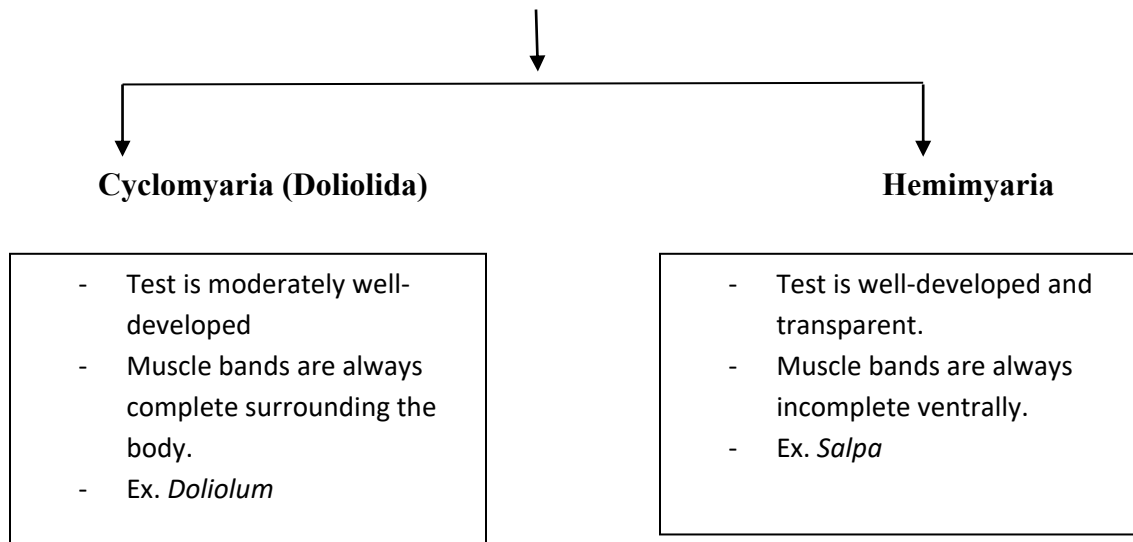 Cyclomyaria (Doliolida)
Hemimyaria
- Test is moderately well-
developed
- Muscle bands are always
complete surrounding the
body.
- Ex. Doliolum
- Test is well-developed and
transparent.
- Muscle bands are always
incomplete ventrally.
- Ex. Salpa